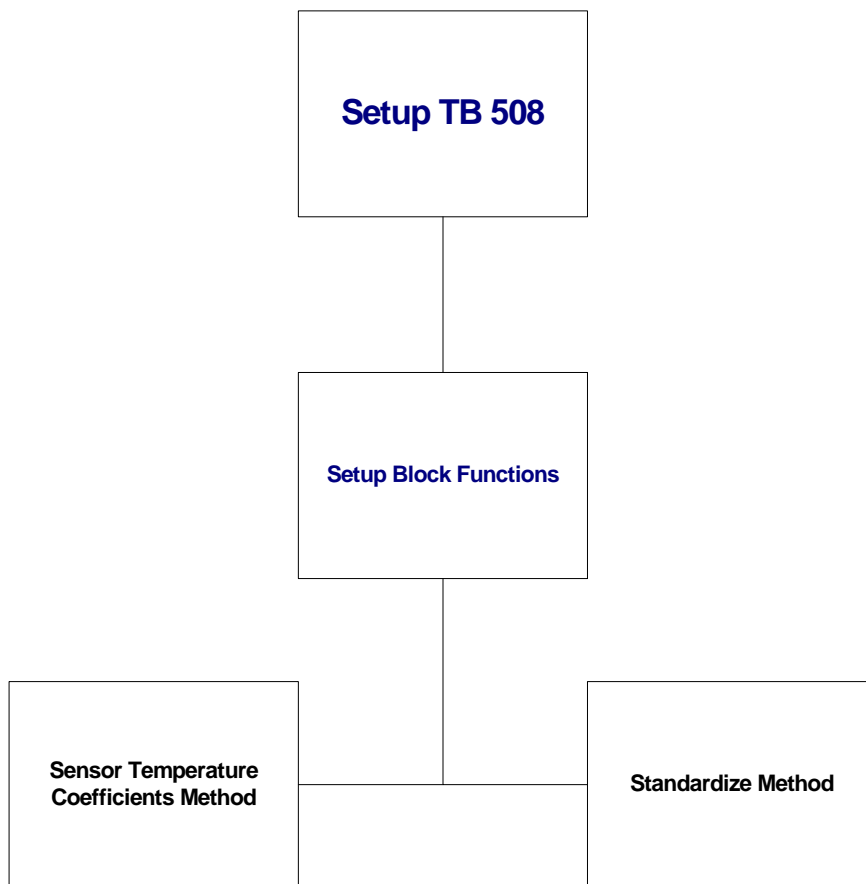 Setup TB 508
Setup Block Functions
Sensor Temperature
Coefficients Method
Standardize Method